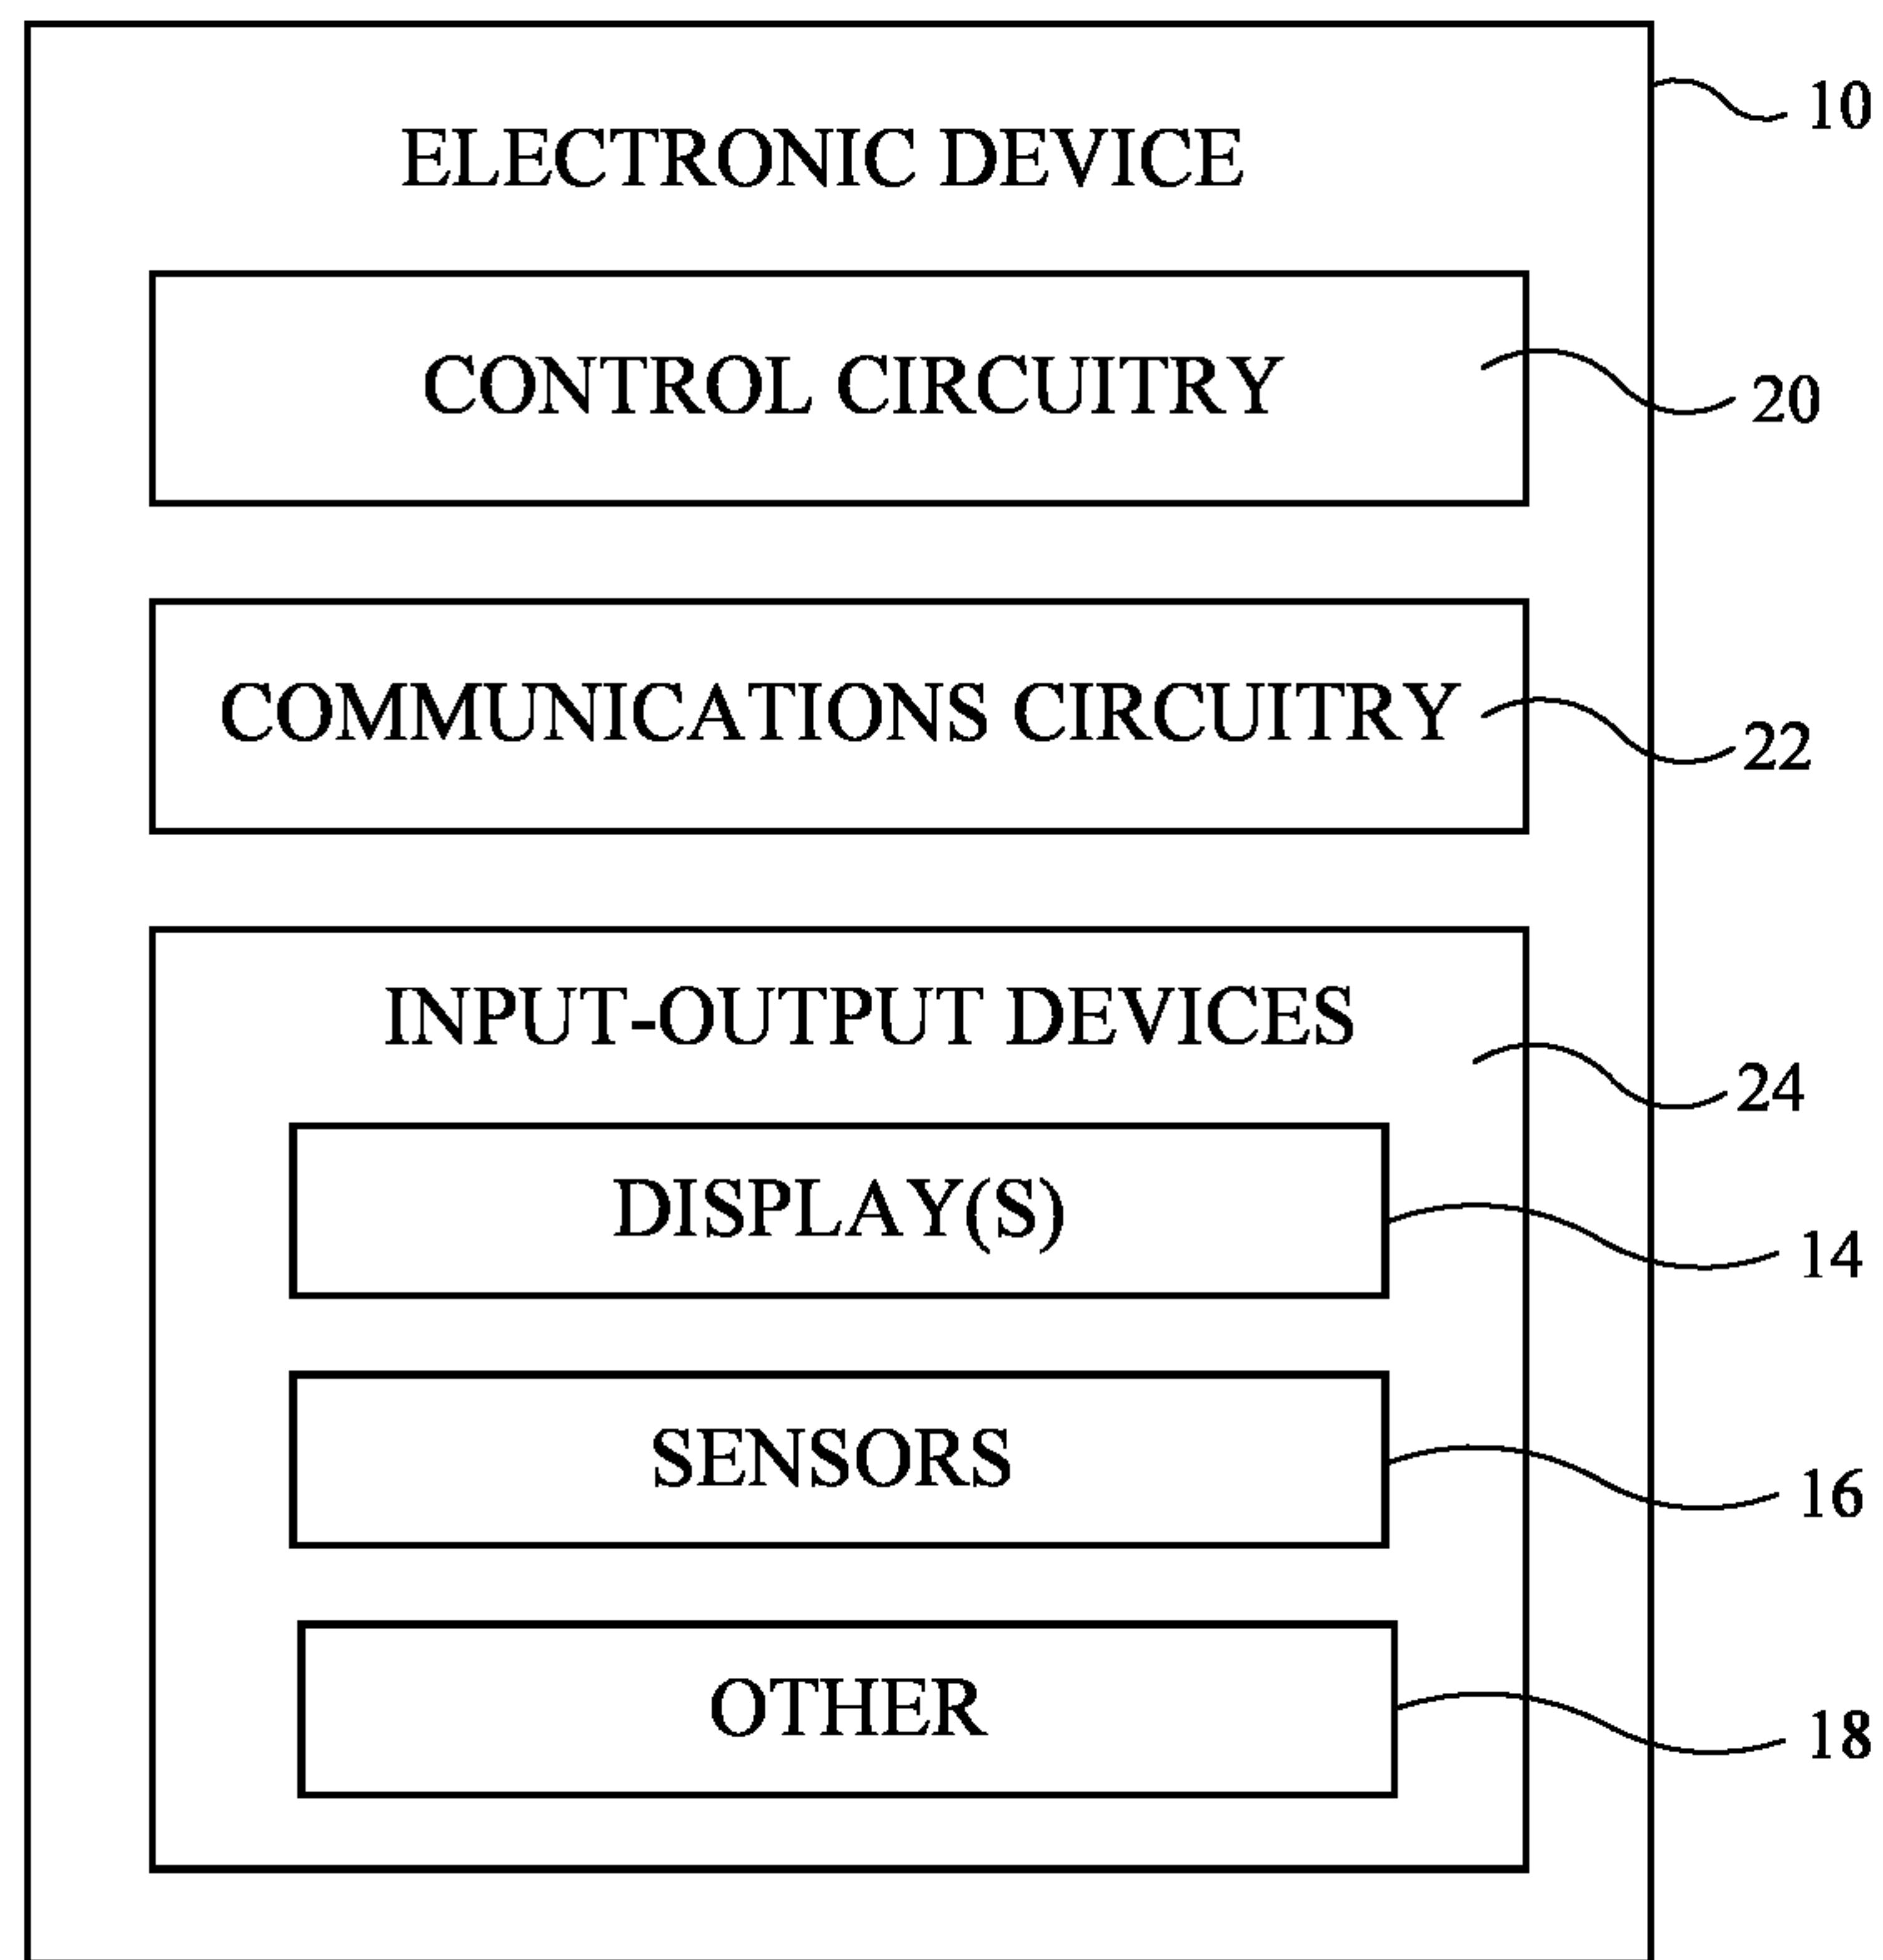 ELECTRONIC DEVICE
10
CONTROL CIRCUITRY
20
COMMUNICATIONS CIRCUITRY
22
INPUT-OUTPUT DEVICES
24
DISPLAY(S)
14
SENSORS
16
OTHER
18